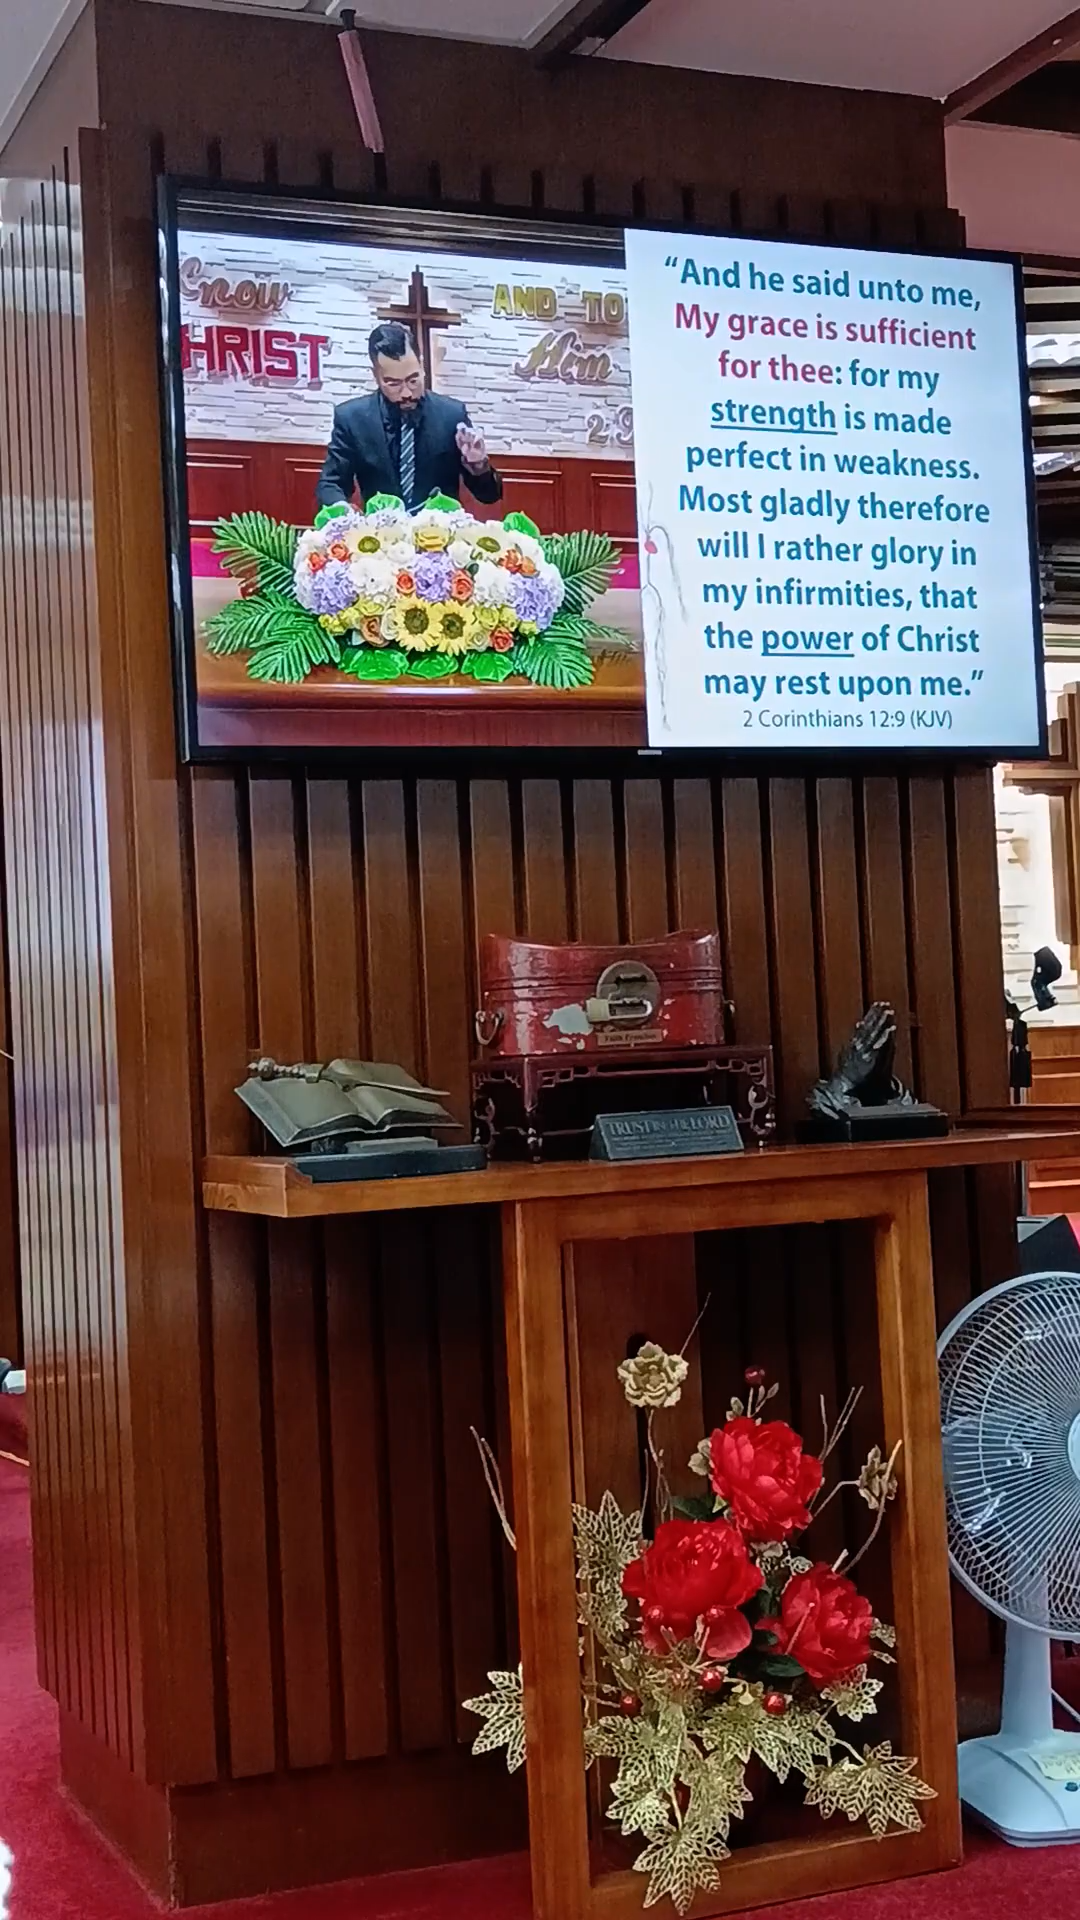 Know
CHRIST
AND TO
Him
“And he said unto me,
My grace is sufficient
for thee: for my
strength is made
perfect in weakness.
Most gladly therefore
will I rather glory in
my infirmities, that
the power of Christ
may rest upon me.”
2 Corinthians 12:9 (KJV)
TRUST IN THE LORD